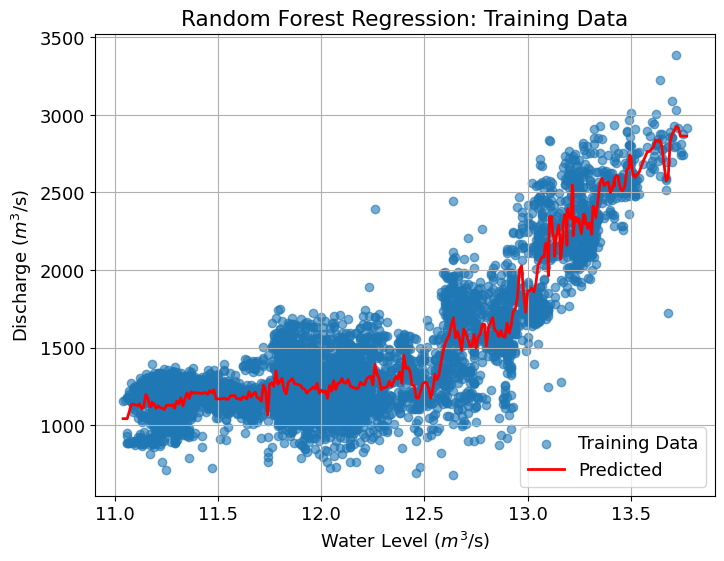 Random Forest Regression: Training Data
3500
3000
2500
2000
1500
1000
Discharge ($m^3$/s)
11.0 11.5 12.0 12.5 13.0 13.5
Water Level ($m^3$/s)
Training Data
Predicted